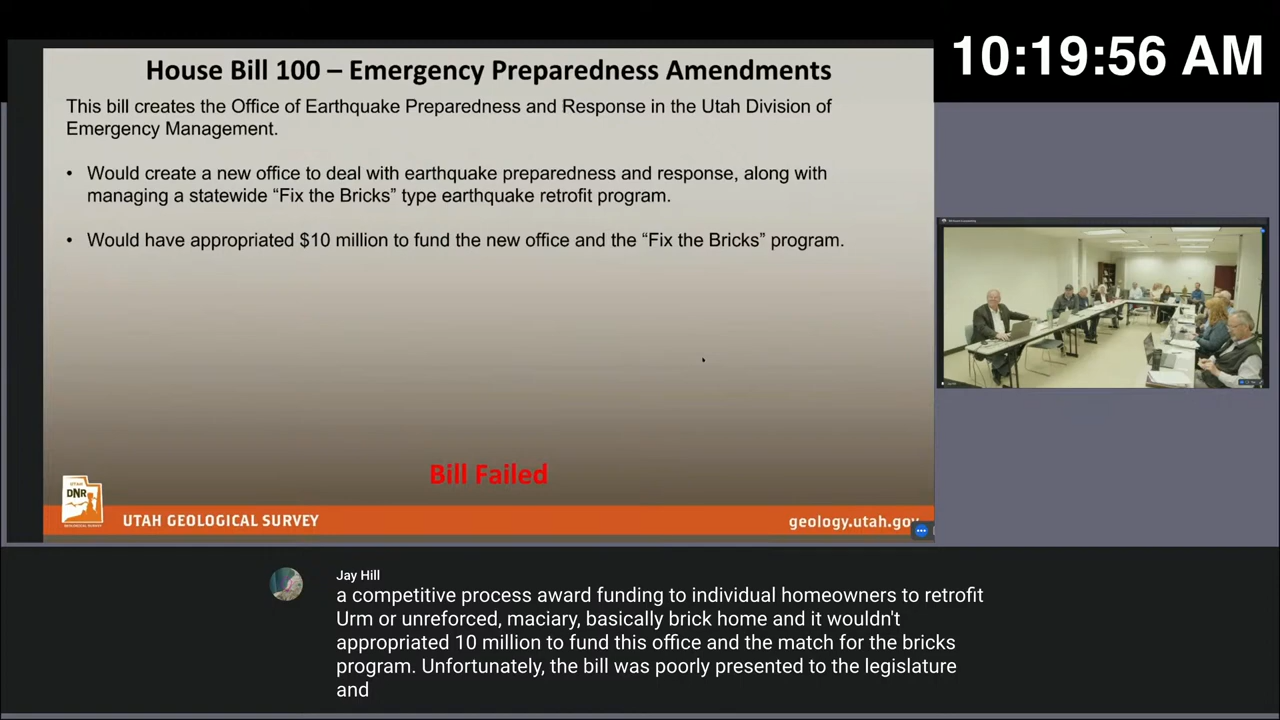 10:19:56 AM
House Bill 100 – Emergency Preparedness Amendments
This bill creates the Office of Earthquake Preparedness and Response in the Utah Division of
Emergency Management.
• Would create a new office to deal with earthquake preparedness and response, along with
managing a statewide “Fix the Bricks” type earthquake retrofit program.
• Would have appropriated $10 million to fund the new office and the “Fix the Bricks” program.
Bill Failed
UTAH
DNR
GEOLOGICAL SURVEY
UTAH GEOLOGICAL SURVEY
geology.utah.gov
Jay Hill
a competitive process award funding to individual homeowners to retrofit
Urm or unreforced, maciary, basically brick home and it wouldn't
appropriated 10 million to fund this office and the match for the bricks
program. Unfortunately, the bill was poorly presented to the legislature
and